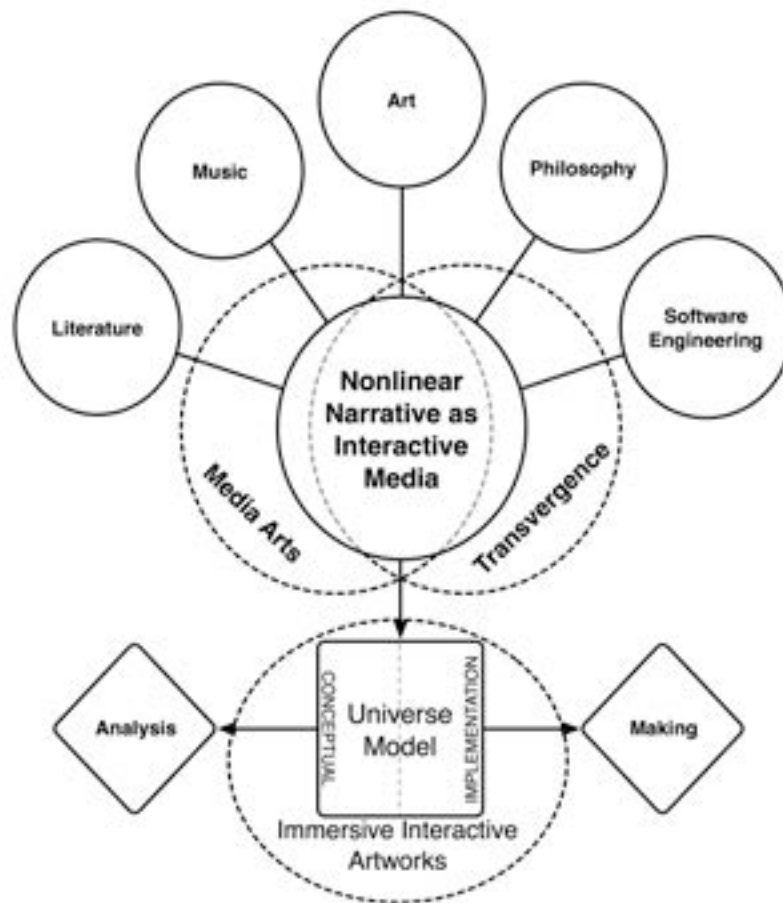 Art
Music
Philosophy
Literature
Software
Engineering
Nonlinear
Narrative as
Interactive
Media
Media Arts
Transvergence
CONCEPTUAL
Universe
Model
IMPLEMENTATION
Analysis
Making
Immersive Interactive
Artworks